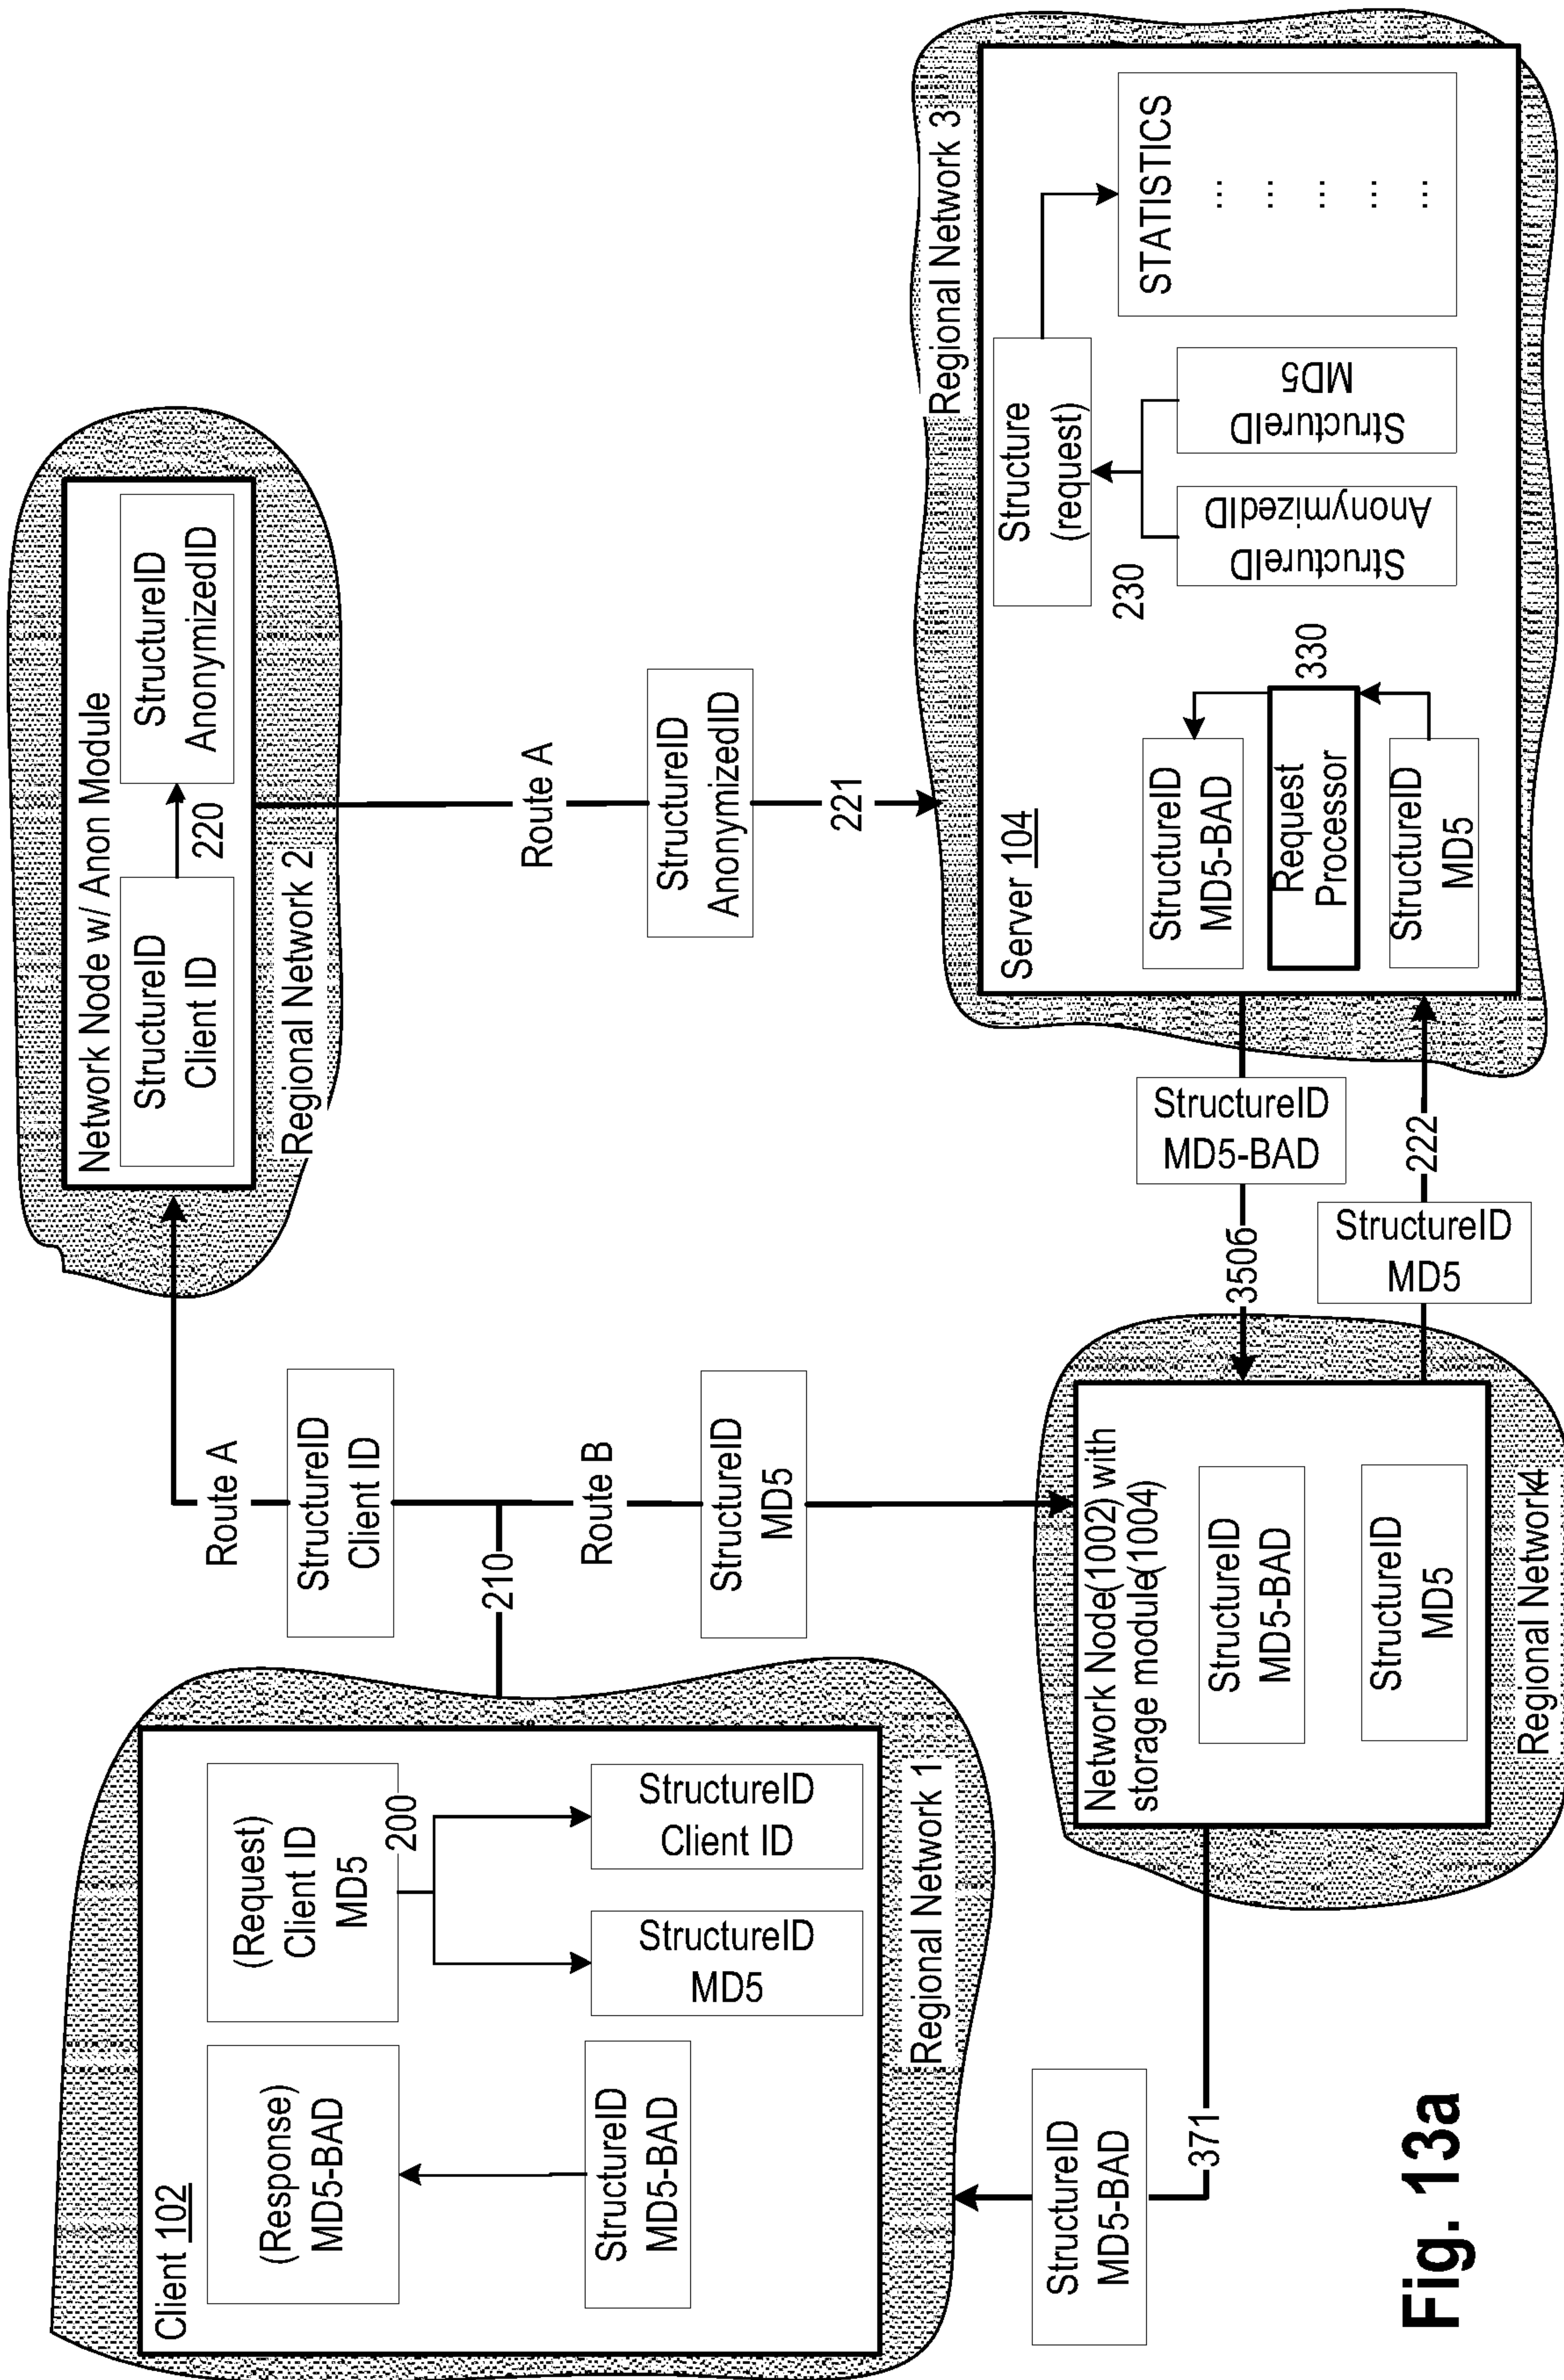 Client 102
(Request)
Client ID
MD5
200
StructureID
Client ID
StructureID
MD5
(Response)
MD5-BAD
StructureID
MD5-BAD
Regional Network 1
210
Route A
StructureID
Client ID
Route B
StructureID
MD5
Network Node w/ Anon Module
StructureID
Client ID
220
StructureID
AnonymizedID
Regional Network 2
Route A
StructureID
AnonymizedID
221
Regional Network 3
Server 104
Structure
(request)
STATISTICS
...
...
...
...
...
230
StructureID
AnonymizedID
StructureID
MD5
StructureID
MD5-BAD
Request
Processor
330
StructureID
MD5
StructureID
MD5-BAD
350б
222
StructureID
MD5
Network Node(1002) with
storage module(1004)
StructureID
MD5-BAD
StructureID
MD5
Regional Network4
371
StructureID
MD5-BAD
Fig. 13a